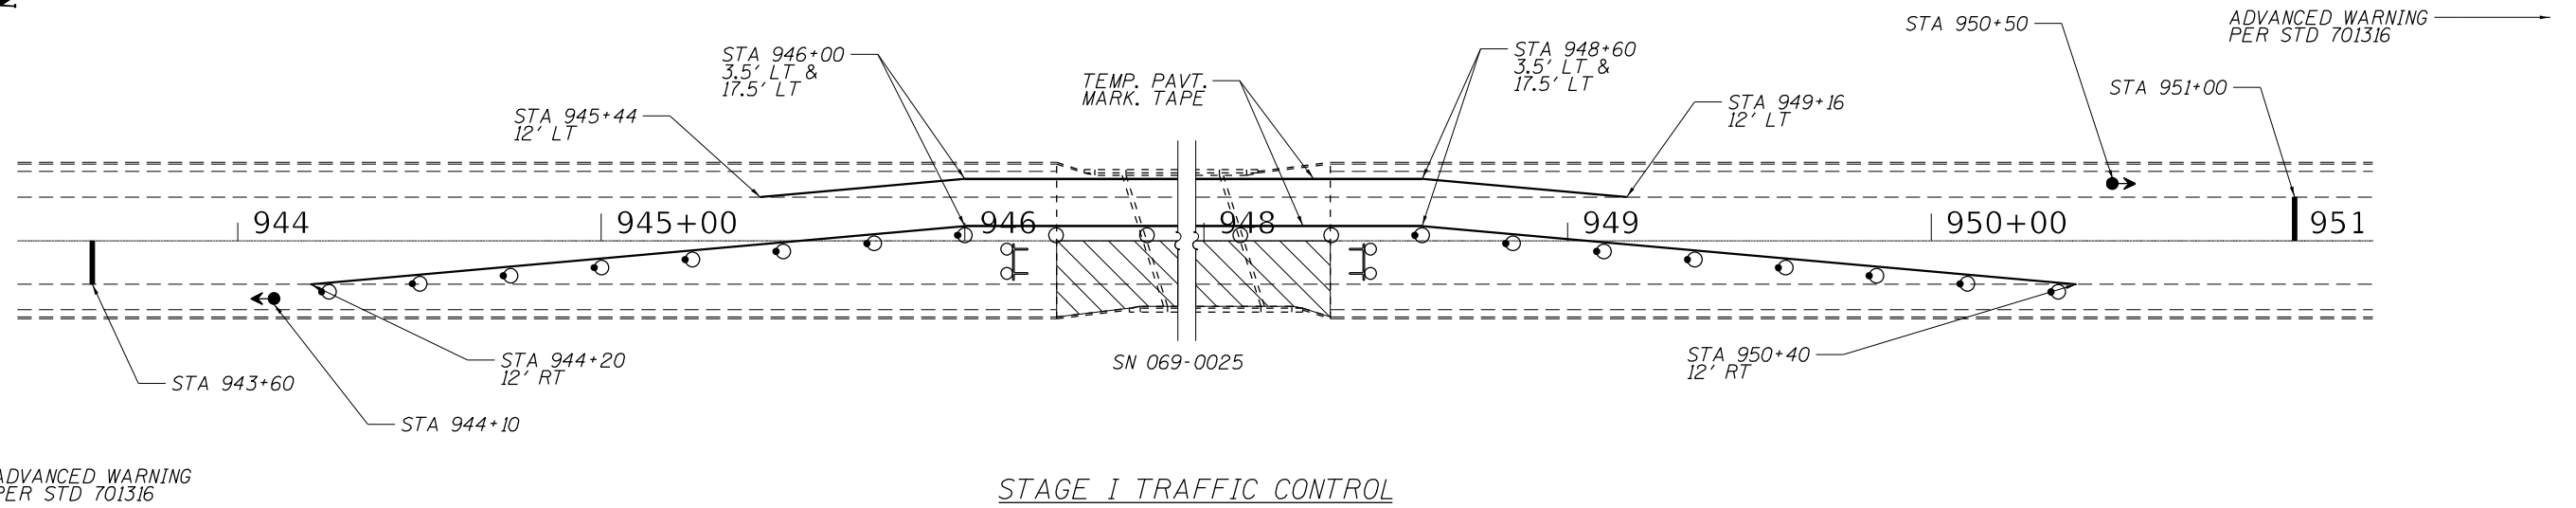 STA 950+50
ADVANCED WARNING
PER STD 701316
STA 946+00
3.5' LT &
17.5' LT
STA 948+60
3.5' LT &
17.5' LT
TEMP. PAVT.
MARK. TAPE
STA 951+00
STA 945+44
12' LT
STA 949+16
12' LT
944
945+00
946
948
949
950+00
951
STA 944+20
12' RT
SN 069-0025
STA 950+40
12' RT
STA 943+60
STA 944+10
ADVANCED WARNING
PER STD 701316
STAGE I TRAFFIC CONTROL